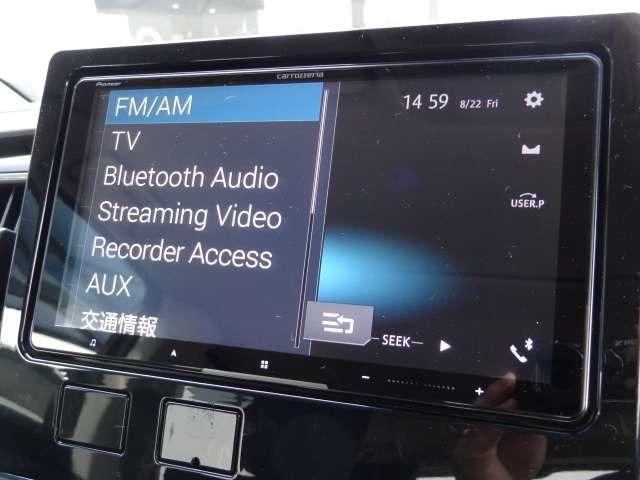 Pioneer
carrozzeria
FM/AM
14 59 8/22 Fri
TV
Bluetooth Audio
USER.P
Streaming Video
Recorder Access
AUX
交通情報
SEEK